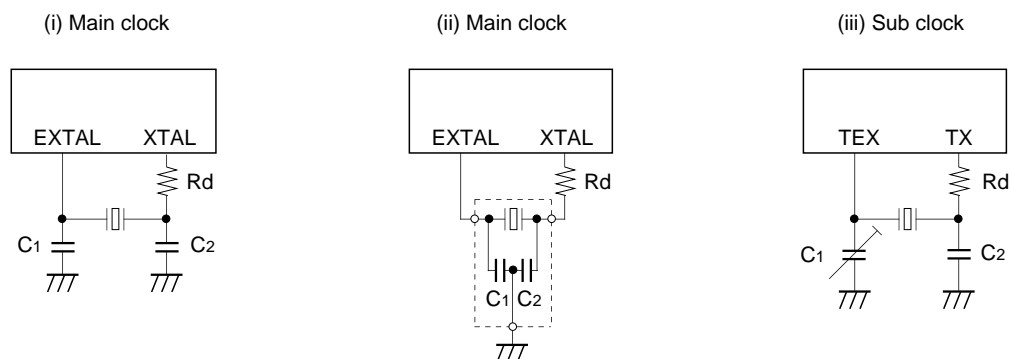 (i) Main clock
EXTAL XTAL
Rd
C1
C2
(ii) Main clock
EXTAL XTAL
Rd
C1 C2
(iii) Sub clock
TEX TX
Rd
C1
C2